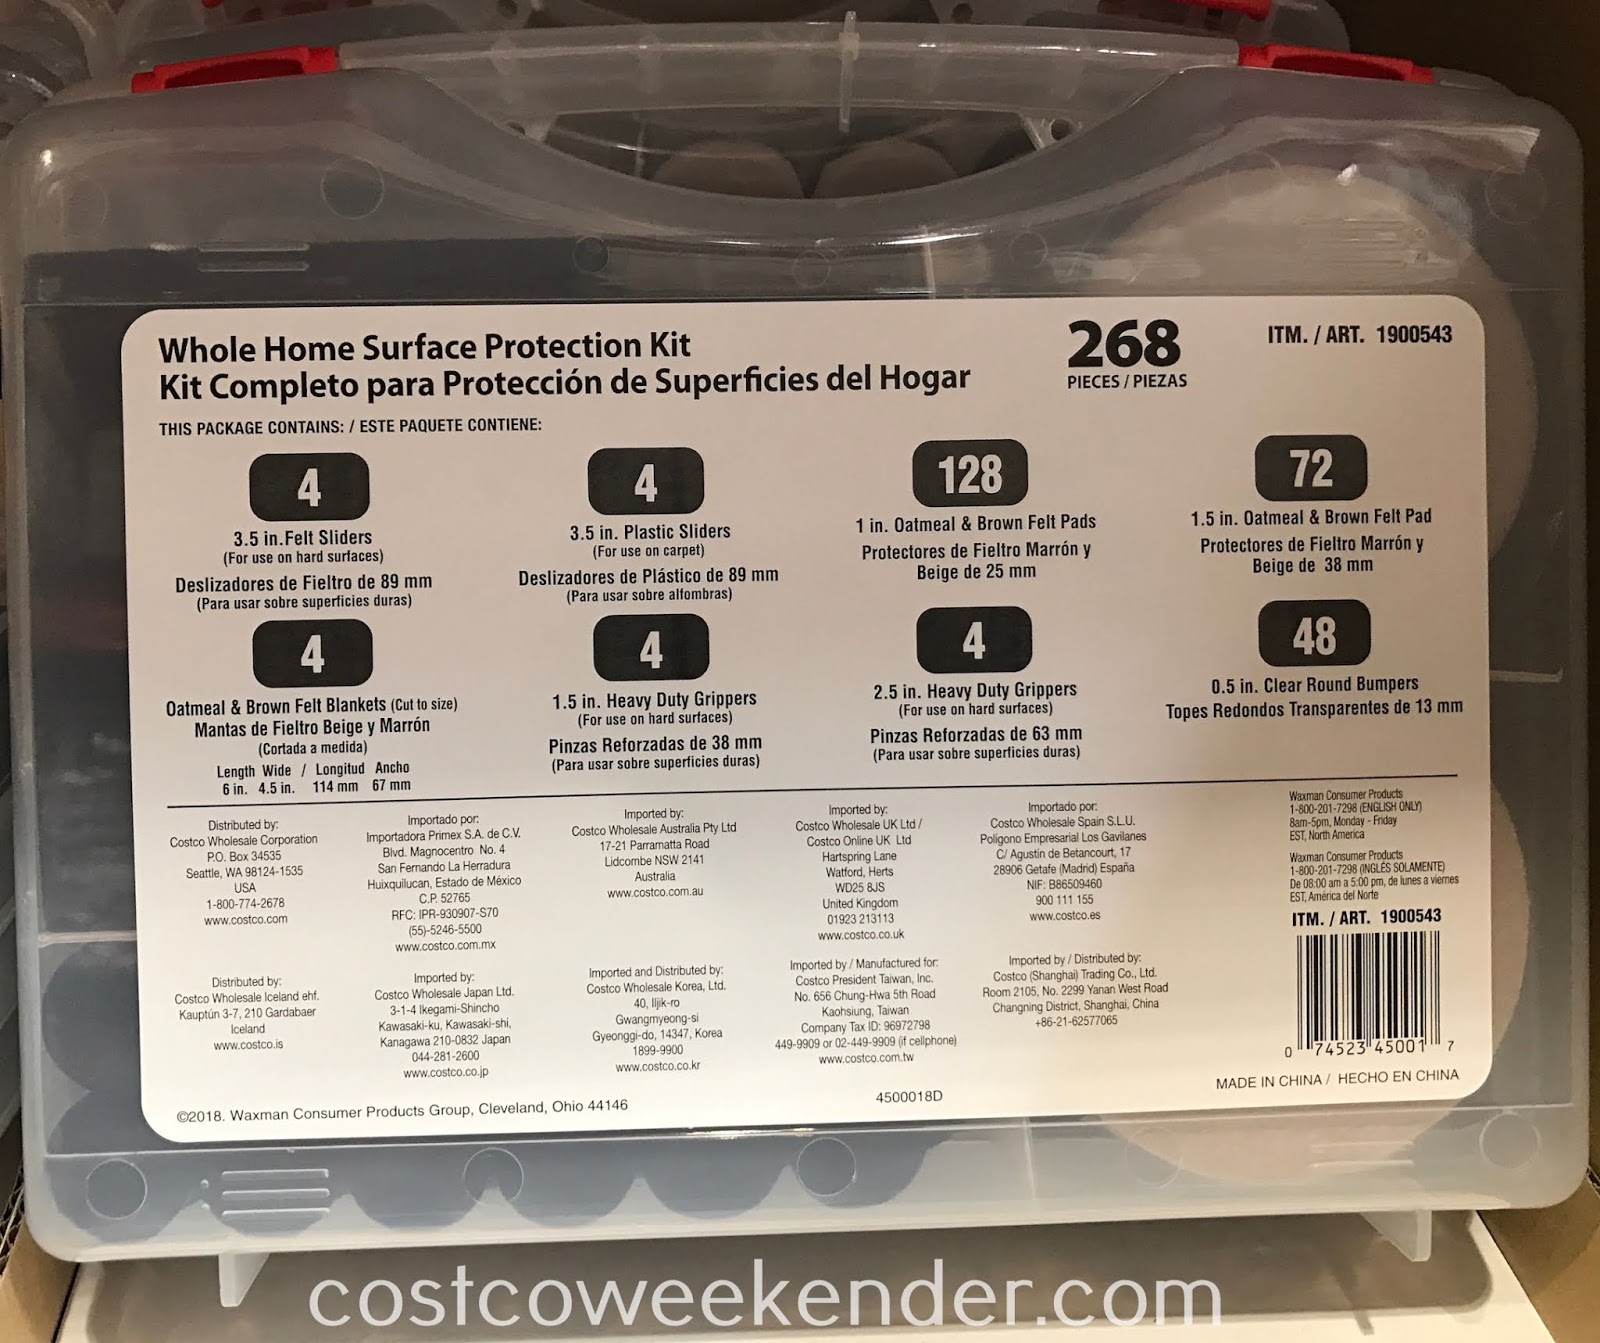 Whole Home Surface Protection Kit
Kit Completo para Protección de Superficies del Hogar
268
PIECES / PIEZAS
ITM. / ART. 1900543
THIS PACKAGE CONTAINS: / ESTE PAQUETE CONTIENE:
4
3.5 in.Felt Sliders
(For use on hard surfaces)
Deslizadores de Fieltro de 89 mm
(Para usar sobre superficies duras)
4
3.5 in. Plastic Sliders
(For use on carpet)
Deslizadores de Plástico de 89 mm
(Para usar sobre alfombras)
128
1 in. Oatmeal & Brown Felt Pads
Protectores de Fieltro Marrón y
Beige de 25 mm
72
1.5 in. Oatmeal & Brown Felt Pad
Protectores de Fieltro Marrón y
Beige de 38 mm
4
Oatmeal & Brown Felt Blankets (Cut to size)
Mantas de Fieltro Beige y Marrón
(Cortada a medida)
Length Wide / Longitud Ancho
6 in. 4.5 in. 114 mm 67 mm
4
1.5 in. Heavy Duty Grippers
(For use on hard surfaces)
Pinzas Reforzadas de 38 mm
(Para usar sobre superficies duras)
4
2.5 in. Heavy Duty Grippers
(For use on hard surfaces)
Pinzas Reforzadas de 63 mm
(Para usar sobre superficies duras)
48
0.5 in. Clear Round Bumpers
Topes Redondos Transparentes de 13 mm
Distributed by:
Costco Wholesale Corporation
P.O. Box 34535
Seattle, WA 98124-1535
USA
1-800-774-2678
www.costco.com
Importado por:
Importadora Primex S.A. de C.V.
Blvd. Magnocentro No. 4
San Fernando La Herradura
Huixquilucan, Estado de México
C.P. 52765
RFC: IPR-930907-S70
(55)-5246-5500
www.costco.com.mx
Imported by:
Costco Wholesale Australia Pty Ltd
17-21 Parramatta Road
Lidcombe NSW 2141
Australia
www.costco.com.au
Imported by:
Costco Wholesale UK Ltd /
Costco Online UK Ltd
Hartspring Lane
Watford, Herts
WD25 8JS
United Kingdom
01923 213113
www.costco.co.uk
Importado por:
Costco Wholesale Spain S.L.U.
Polígono Empresarial Los Gavilanes
C/ Agustín de Betancourt, 17
28906 Getafe (Madrid) España
NIF: B86509460
900 111 155
www.costco.es
Waxman Consumer Products
1-800-201-7298 (ENGLISH ONLY)
8am-5pm, Monday - Friday
EST, North America
Waxman Consumer Products
1-800-201-7298 (INGLÉS SOLAMENTE)
De 08:00 am a 5:00 pm, de lunes a viernes
EST, América del Norte
ITM. / ART. 1900543
0 74523 45001 7
Distributed by:
Costco Wholesale Iceland ehf.
Kauptún 3-7, 210 Gardabaer
Iceland
www.costco.is
Imported by:
Costco Wholesale Japan Ltd.
3-1-4 Ikegami-Shincho
Kawasaki-ku, Kawasaki-shi,
Kanagawa 210-0832 Japan
044-281-2600
www.costco.co.jp
Imported and Distributed by:
Costco Wholesale Korea, Ltd.
40, Iljik-ro
Gwangmyeong-si
Gyeonggi-do, 14347, Korea
1899-9900
www.costco.co.kr
Imported by / Manufactured for:
Costco President Taiwan, Inc.
No. 656 Chung-Hwa 5th Road
Kaohsiung, Taiwan
Company Tax ID: 96972798
449-9909 or 02-449-9909 (if cellphone)
www.costco.com.tw
Imported by / Distributed by:
Costco (Shanghai) Trading Co., Ltd.
Room 2105, No. 2299 Yanan West Road
Changning District, Shanghai, China
+86-21-62577065
MADE IN CHINA / HECHO EN CHINA
©2018. Waxman Consumer Products Group, Cleveland, Ohio 44146
4500018D
costcoweekender.com